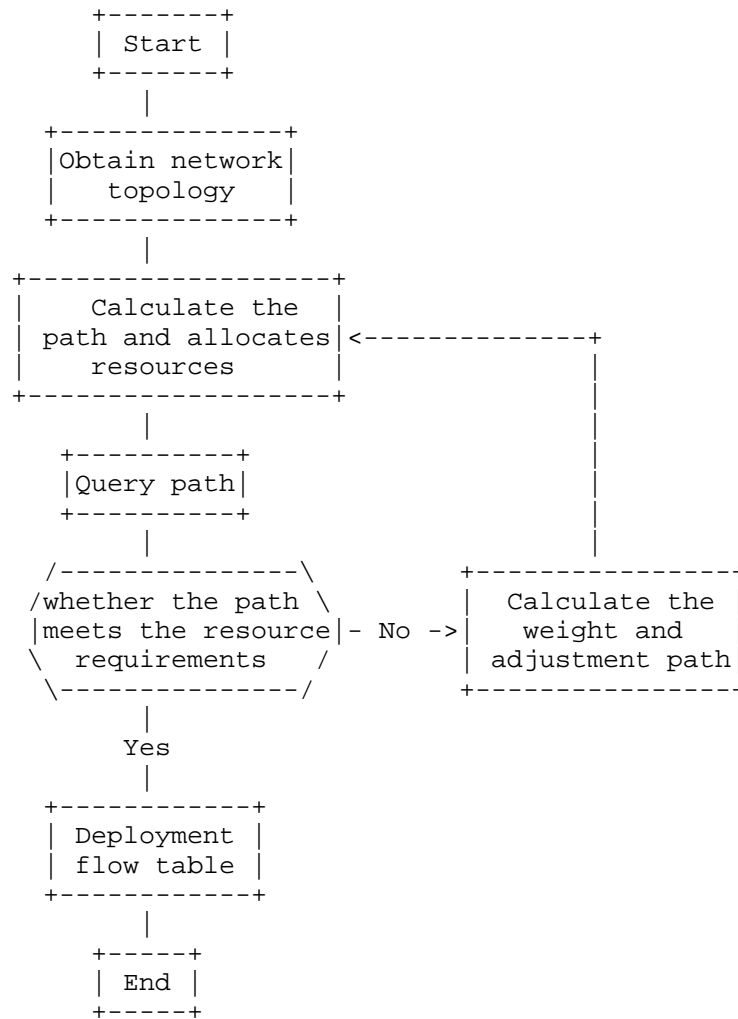 Start
Obtain network
topology
Calculate the
path and allocates
resources
Query path
whether the path
meets the resource
requirements
- No ->
Calculate the
weight and
adjustment path
Yes
Deployment
flow table
End